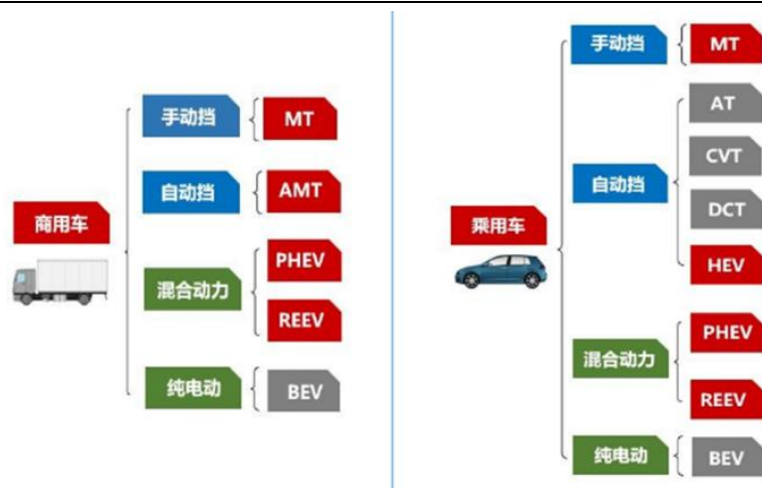 商用车
手动挡
MT
自动挡
AMT
混合动力
PHEV
REEV
纯电动
BEV
乘用车
手动挡
MT
自动挡
AT
CVT
DCT
HEV
混合动力
PHEV
REEV
纯电动
BEV